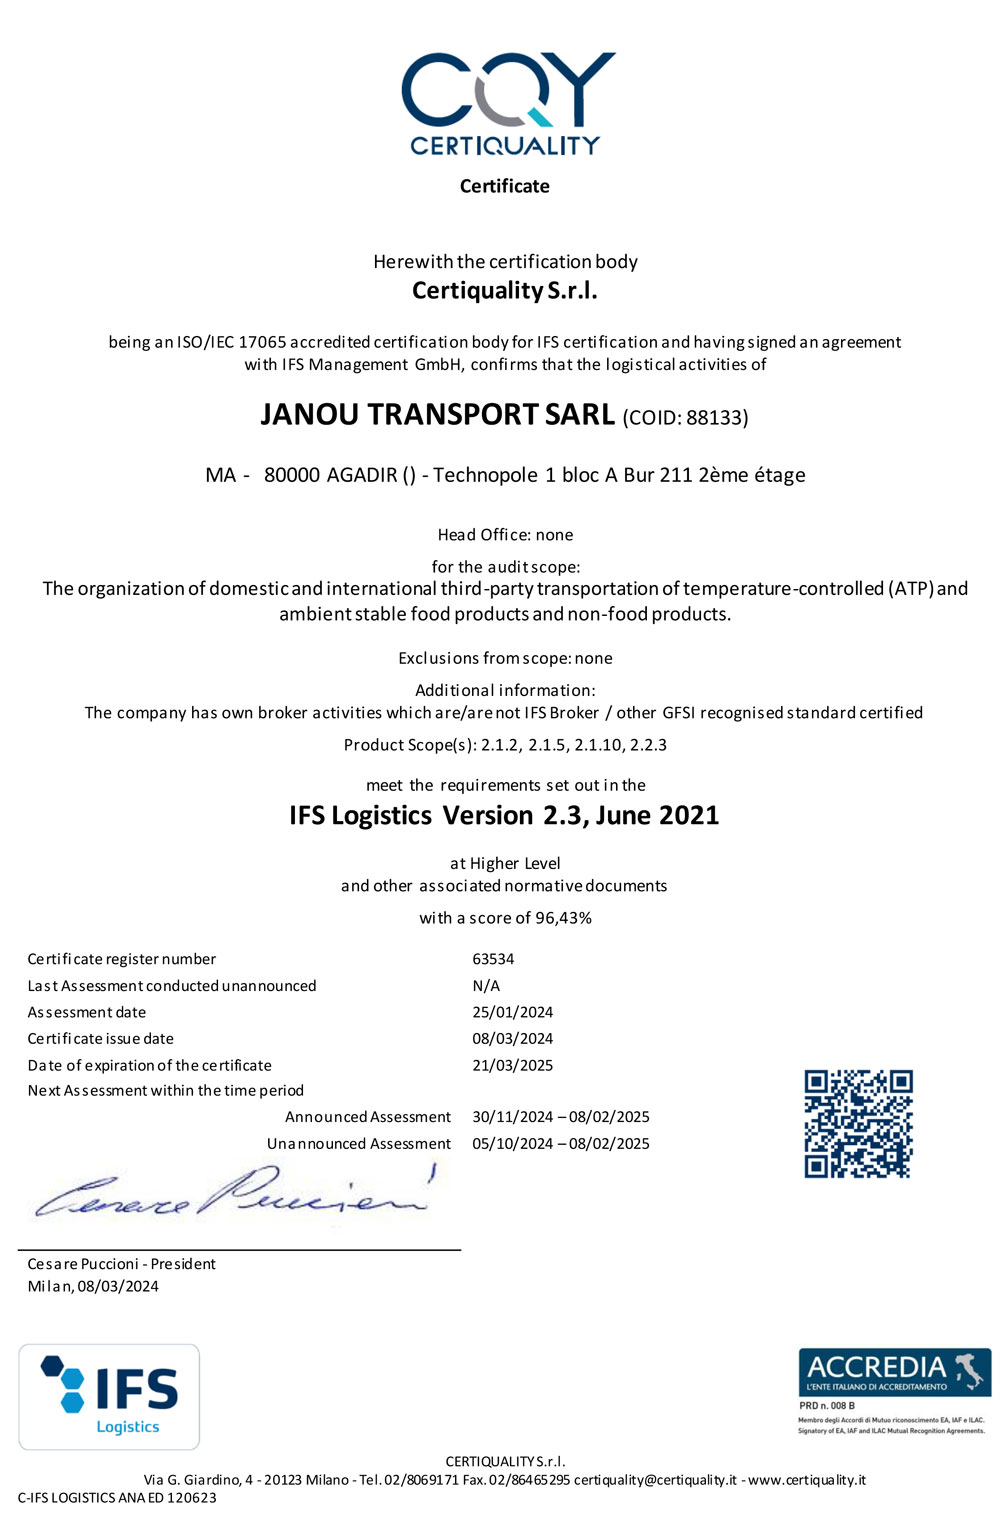 CQY
CERTIQUALITY
Certificate
Herewith the certification body
Certiquality S.r.l.
being an ISO/IEC 17065 accredited certification body for IFS certification and having signed an agreement
with IFS Management GmbH, confirms that the logistical activities of
JANOU TRANSPORT SARL (COID: 88133)
MA - 80000 AGADIR () - Technopole 1 bloc A Bur 211 2ème étage
Head Office: none
for the audit scope:
The organization of domestic and international third-party transportation of temperature-controlled (ATP) and
ambient stable food products and non-food products.
Exclusions from scope: none
Additional information:
The company has own broker activities which are/are not IFS Broker / other GFSI recognised standard certified
Product Scope(s): 2.1.2, 2.1.5, 2.1.10, 2.2.3
meet the requirements set out in the
IFS Logistics Version 2.3, June 2021
at Higher Level
and other associated normative documents
with a score of 96,43%
Certificate register number 63534
Last Assessment conducted unannounced N/A
Assessment date 25/01/2024
Certificate issue date 08/03/2024
Date of expiration of the certificate 21/03/2025
Next Assessment within the time period
Announced Assessment 30/11/2024 – 08/02/2025
Unannounced Assessment 05/10/2024 – 08/02/2025
Cesare Puccioni
Cesare Puccioni - President
Milan, 08/03/2024
IFS
Logistics
ACCREDIA
L'ENTE ITALIANO DI ACCREDITAMENTO
PRD n. 008 B
Membro degli Accordi di Mutuo riconoscimento EA, IAF e ILAC.
Signatory of EA, IAF and ILAC Mutual Recognition Agreements.
CERTIQUALITY S.r.l.
Via G. Giardino, 4 - 20123 Milano - Tel. 02/8069171 Fax. 02/86465295 certiquality@certiquality.it - www.certiquality.it
C-IFS LOGISTICS ANA ED 120623